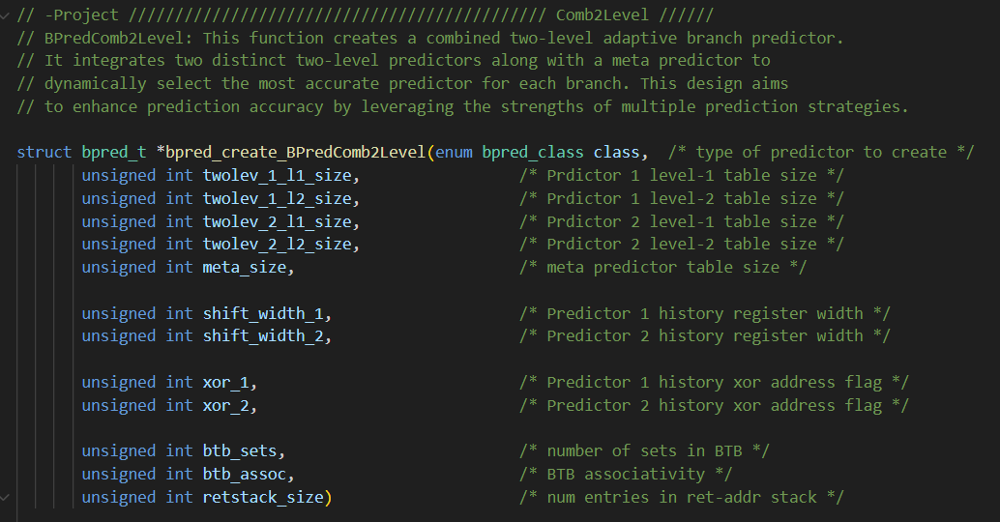 // -Project ///////////////////////////////////////////// Comb2Level //////
// BPredComb2Level: This function creates a combined two-level adaptive branch predictor.
// It integrates two distinct two-level predictors along with a meta predictor to
// dynamically select the most accurate predictor for each branch. This design aims
// to enhance prediction accuracy by leveraging the strengths of multiple prediction strategies.
struct bpred_t *bpred_create_BPredComb2Level(enum bpred_class class,  /* type of predictor to create */
unsigned int twolev_1_l1_size, /* Prdictor 1 level-1 table size */
unsigned int twolev_1_l2_size, /* Prdictor 1 level-2 table size */
unsigned int twolev_2_l1_size, /* Prdictor 2 level-1 table size */
unsigned int twolev_2_l2_size, /* Prdictor 2 level-2 table size */
unsigned int meta_size, /* meta predictor table size */
unsigned int shift_width_1, /* Predictor 1 history register width */
unsigned int shift_width_2, /* Predictor 2 history register width */
unsigned int xor_1, /* Predictor 1 history xor address flag */
unsigned int xor_2, /* Predictor 2 history xor address flag */
unsigned int btb_sets, /* number of sets in BTB */
unsigned int btb_assoc, /* BTB associativity */
unsigned int retstack_size) /* num entries in ret-addr stack */